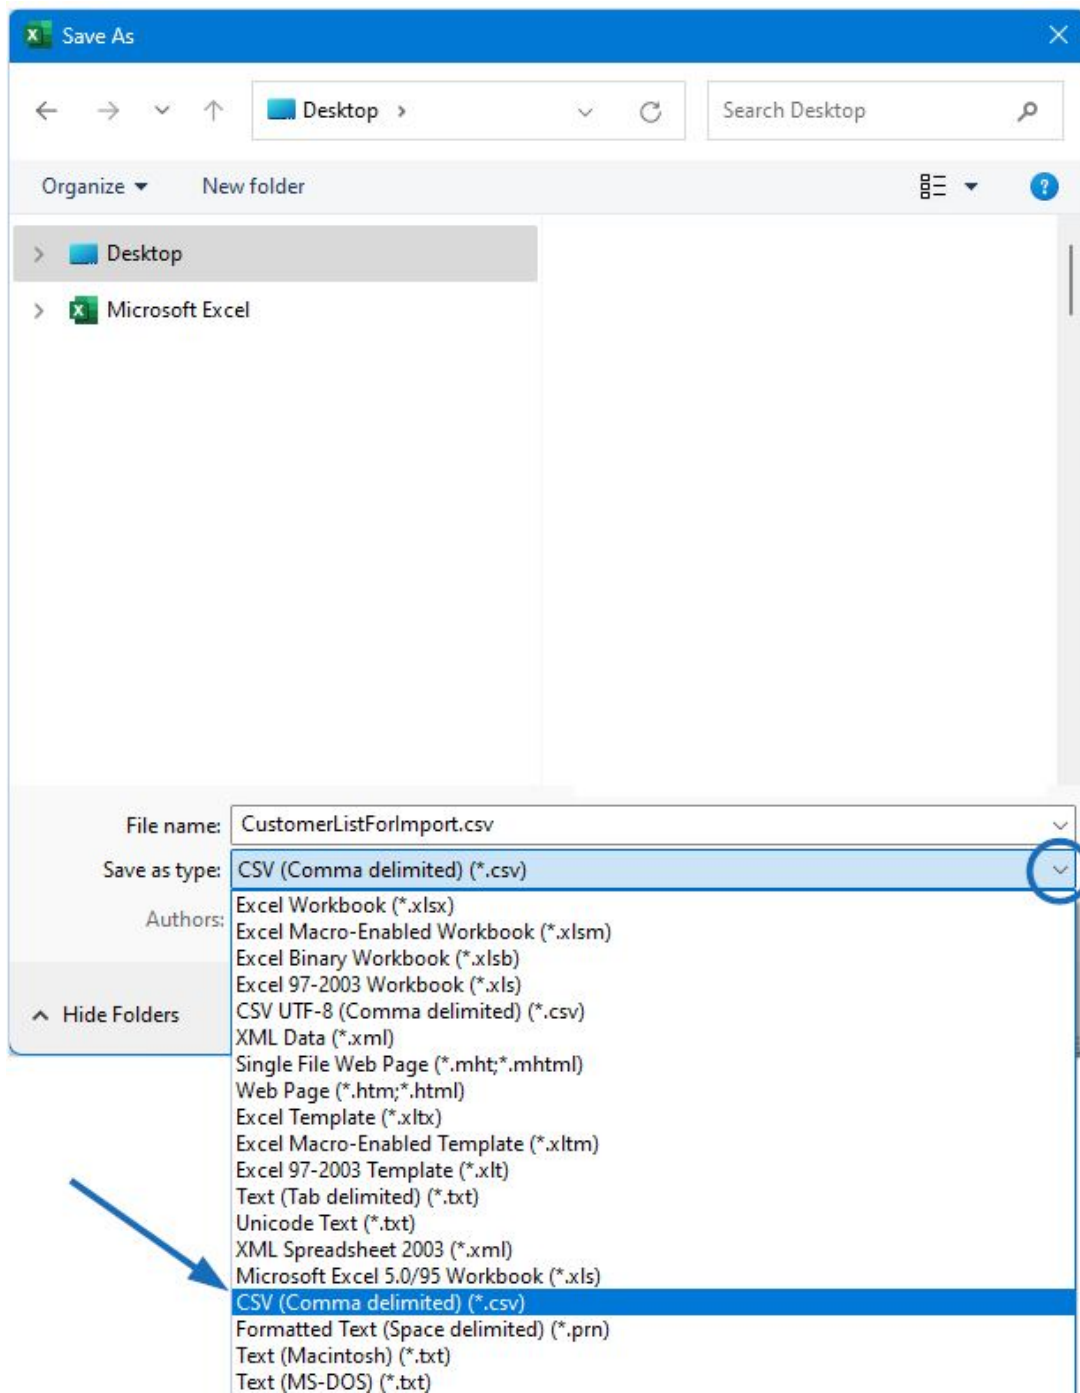 Save As
Desktop
Search Desktop
Organize
New folder
Desktop
Microsoft Excel
File name: CustomerListForImport.csv
Save as type: CSV (Comma delimited) (*.csv)
Authors:
Hide Folders
Excel Workbook (*.xlsx)
Excel Macro-Enabled Workbook (*.xlsm)
Excel Binary Workbook (*.xlsb)
Excel 97-2003 Workbook (*.xls)
CSV UTF-8 (Comma delimited) (*.csv)
XML Data (*.xml)
Single File Web Page (*.mht;*.mhtml)
Web Page (*.htm;*.html)
Excel Template (*.xltx)
Excel Macro-Enabled Template (*.xltm)
Excel 97-2003 Template (*.xlt)
Text (Tab delimited) (*.txt)
Unicode Text (*.txt)
XML Spreadsheet 2003 (*.xml)
Microsoft Excel 5.0/95 Workbook (*.xls)
CSV (Comma delimited) (*.csv)
Formatted Text (Space delimited) (*.prn)
Text (Macintosh) (*.txt)
Text (MS-DOS) (*.txt)